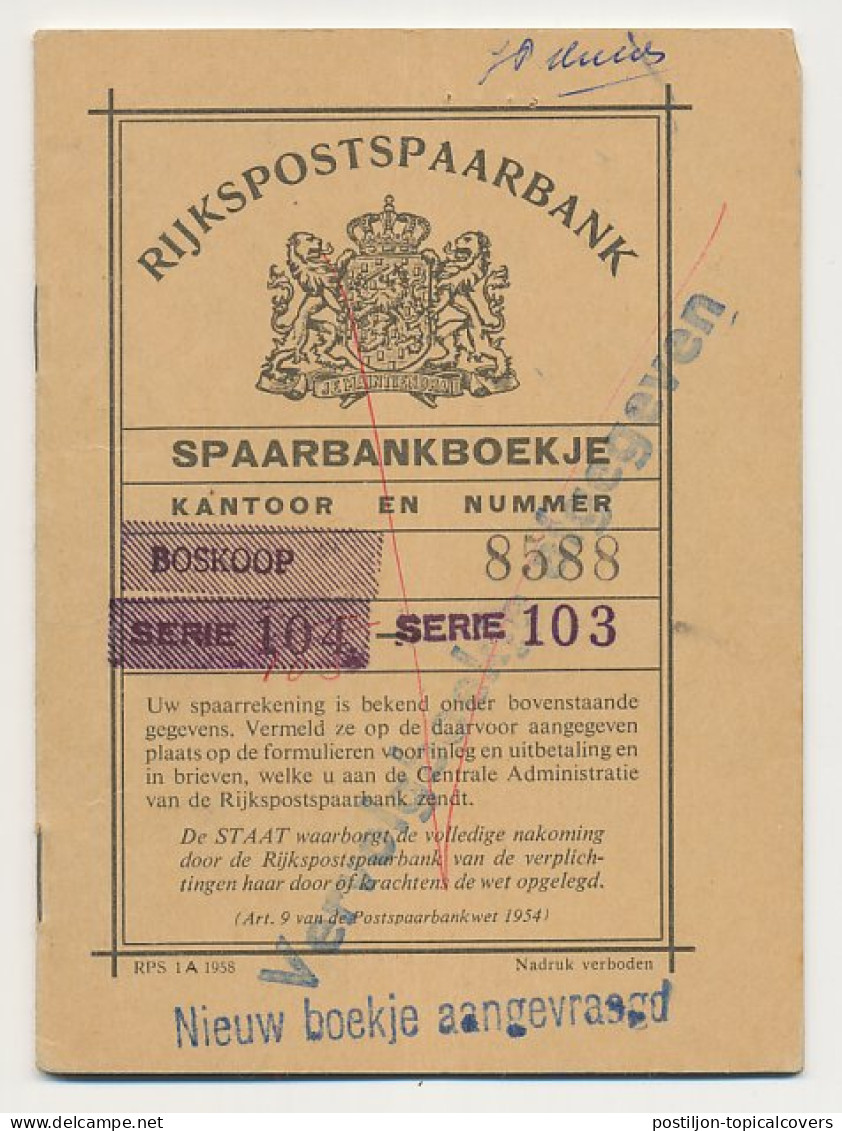 RIJKSPOSTSPAARBANK
JE MAINTIENDRAI
SPAARBANKBOEKJE
KANTOOR EN NUMMER
BOSKOOP 8588
SERIE 104 - SERIE 103
103
Uw spaarrekening is bekend onder bovenstaande
gegevens. Vermeld ze op de daarvoor aangegeven
plaats op de formulieren voor inleg en uitbetaling en
in brieven, welke u aan de Centrale Administratie
van de Rijkspostspaarbank zendt.
De STAAT waarborgt de volledige nakoming
door de Rijkspostspaarbank van de verplich-
tingen haar door of krachtens de wet opgelegd.
(Art. 9 van de Postspaarbankwet 1954)
RPS 1 A 1958 Nadruk verboden
Vervolgboekje afgegeven
Nieuw boekje aangevraagd
postiljon-topicalcovers / DELCAMPE.NET